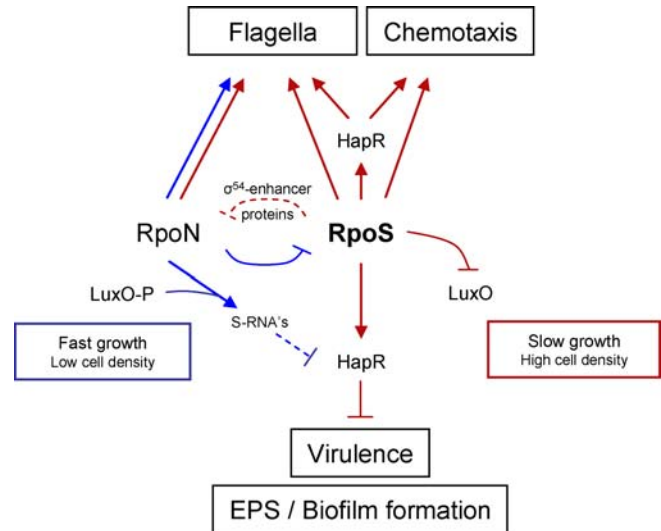 Flagella
Chemotaxis
HapR
σ⁵⁴-enhancer
proteins
RpoN
RpoS
LuxO-P
LuxO
S-RNA's
Fast growth
Low cell density
HapR
Slow growth
High cell density
Virulence
EPS / Biofilm formation